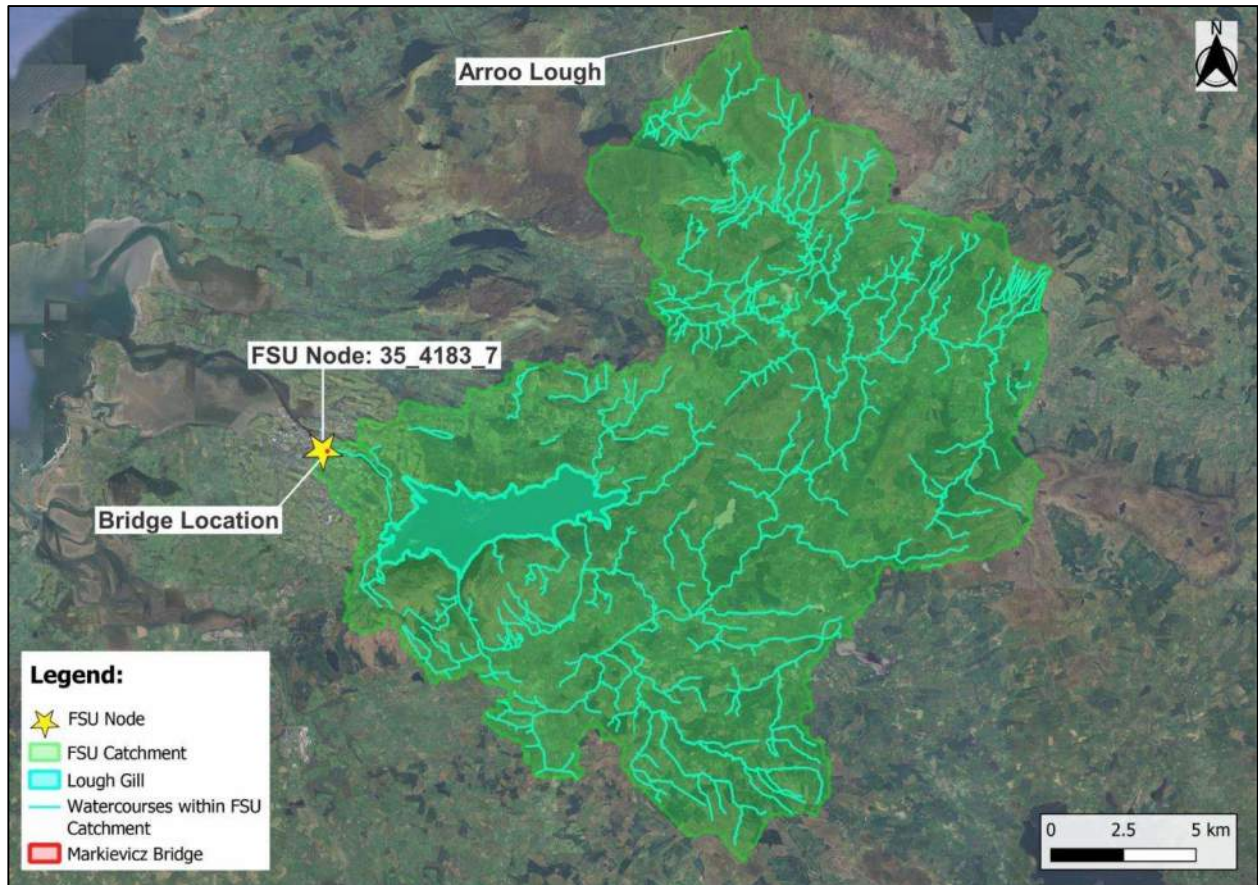 N
Arroo Lough
FSU Node: 35_4183_7
Bridge Location
Legend:
FSU Node
FSU Catchment
Lough Gill
Watercourses within FSU
Catchment
Markievicz Bridge
0 2.5 5 km